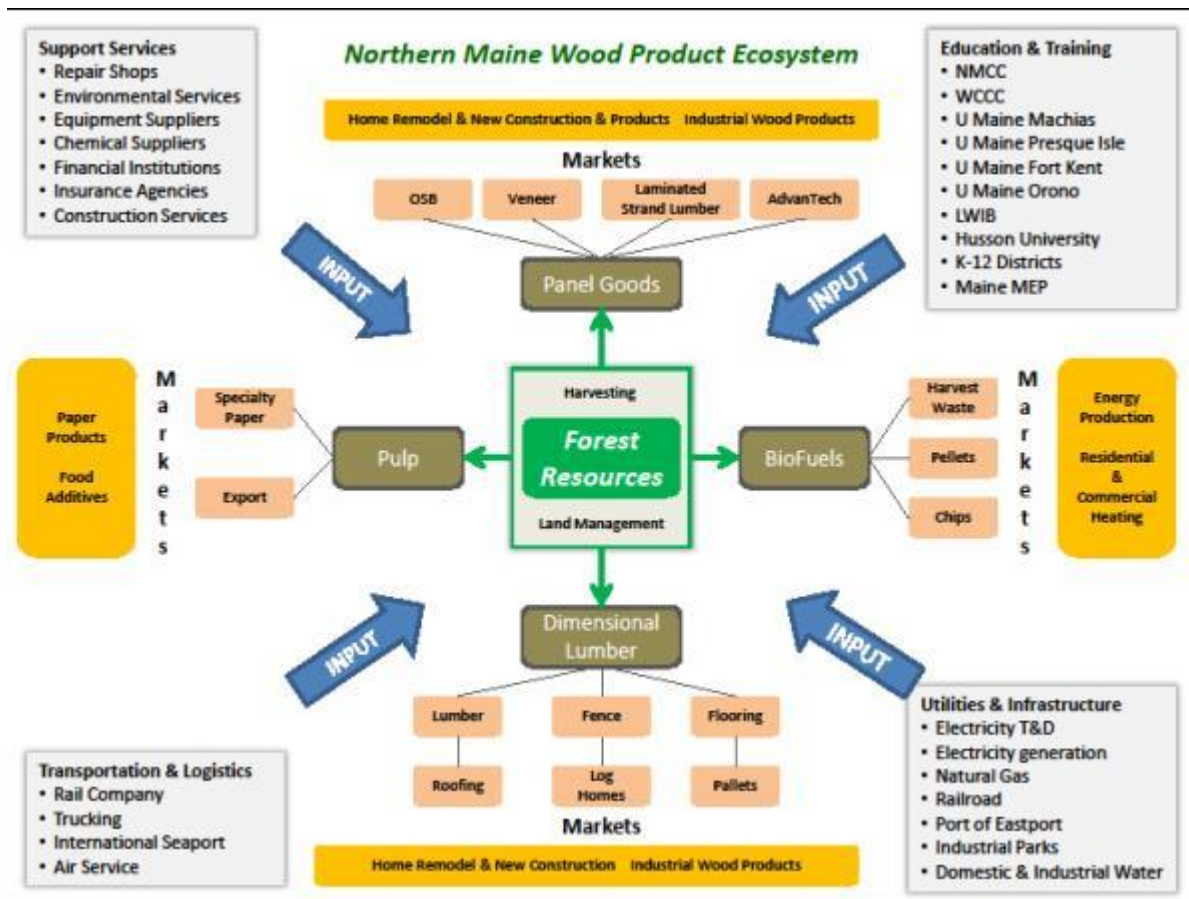 Northern Maine Wood Product Ecosystem
Support Services
• Repair Shops
• Environmental Services
• Equipment Suppliers
• Chemical Suppliers
• Financial Institutions
• Insurance Agencies
• Construction Services
Education & Training
• NMCC
• WCCC
• U Maine Machias
• U Maine Presque Isle
• U Maine Fort Kent
• U Maine Orono
• LWIB
• Husson University
• K-12 Districts
• Maine MEP
Home Remodel & New Construction & Products Industrial Wood Products
Markets
OSB
Veneer
Laminated
Strand Lumber
AdvanTech
INPUT
INPUT
Panel Goods
Paper
Products
Food
Additives
Markets
Specialty
Paper
Export
Pulp
Harvesting
Forest
Resources
Land Management
BioFuels
Harvest
Waste
Pellets
Chips
Markets
Energy
Production
Residential
&
Commercial
Heating
INPUT
INPUT
Dimensional
Lumber
Lumber
Fence
Flooring
Roofing
Log
Homes
Pallets
Markets
Home Remodel & New Construction Industrial Wood Products
Transportation & Logistics
• Rail Company
• Trucking
• International Seaport
• Air Service
Utilities & Infrastructure
• Electricity T&D
• Electricity generation
• Natural Gas
• Railroad
• Port of Eastport
• Industrial Parks
• Domestic & Industrial Water